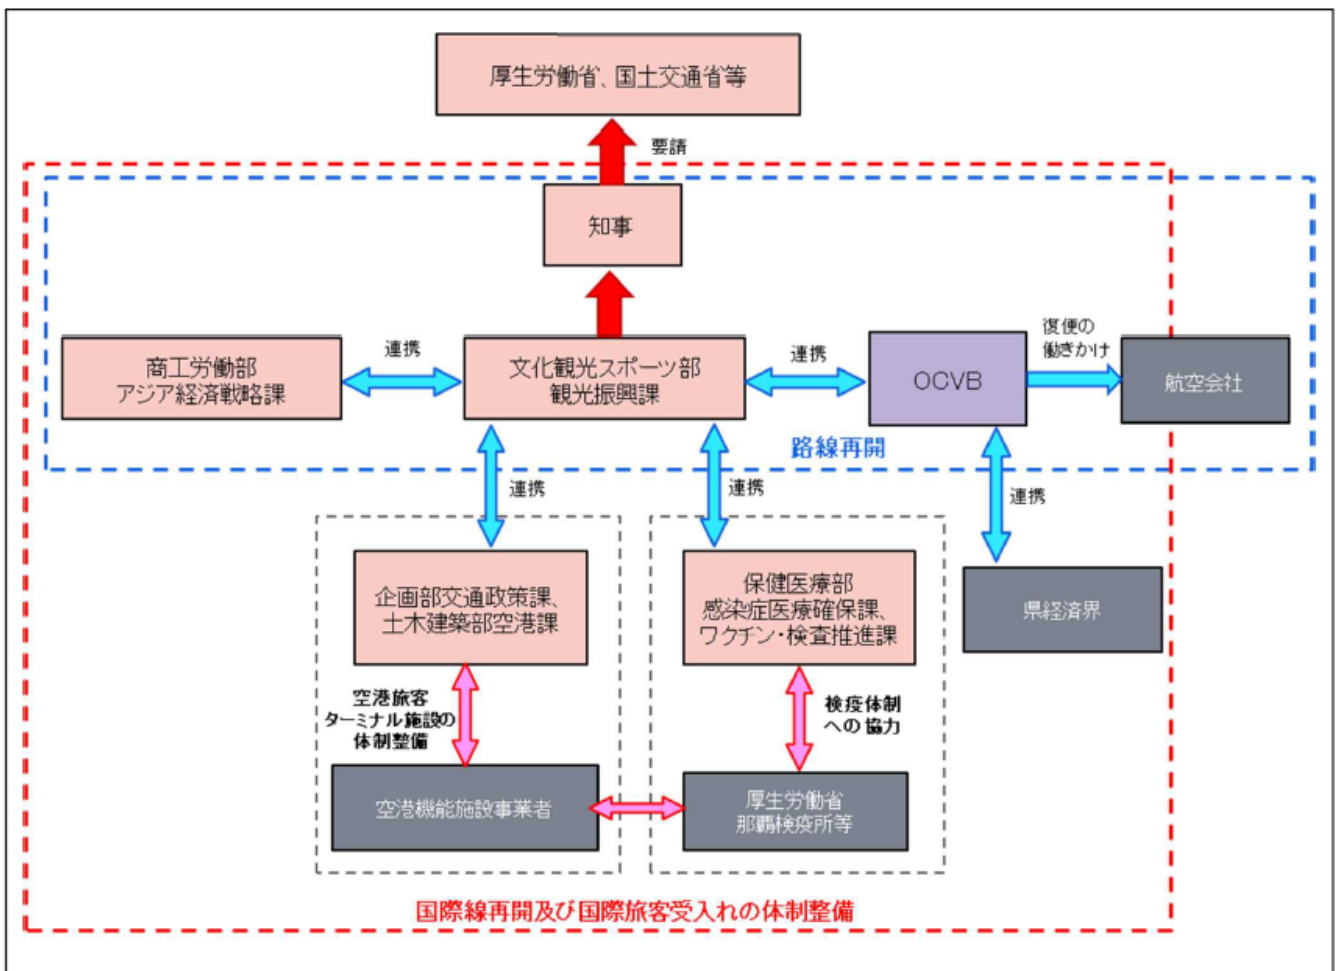 厚生労働省、国土交通省等
要請
知事
商工労働部
アジア経済戦略課
連携
文化観光スポーツ部
観光振興課
連携
OCVB
復便の
働きかけ
航空会社
路線再開
連携
連携
連携
企画部交通政策課、
土木建築部空港課
保健医療部
感染症医療確保課、
ワクチン・検査推進課
県経済界
空港旅客
ターミナル施設の
体制整備
検疫体制
への協力
空港機能施設事業者
厚生労働省
那覇検疫所等
国際線再開及び国際旅客受入れの体制整備